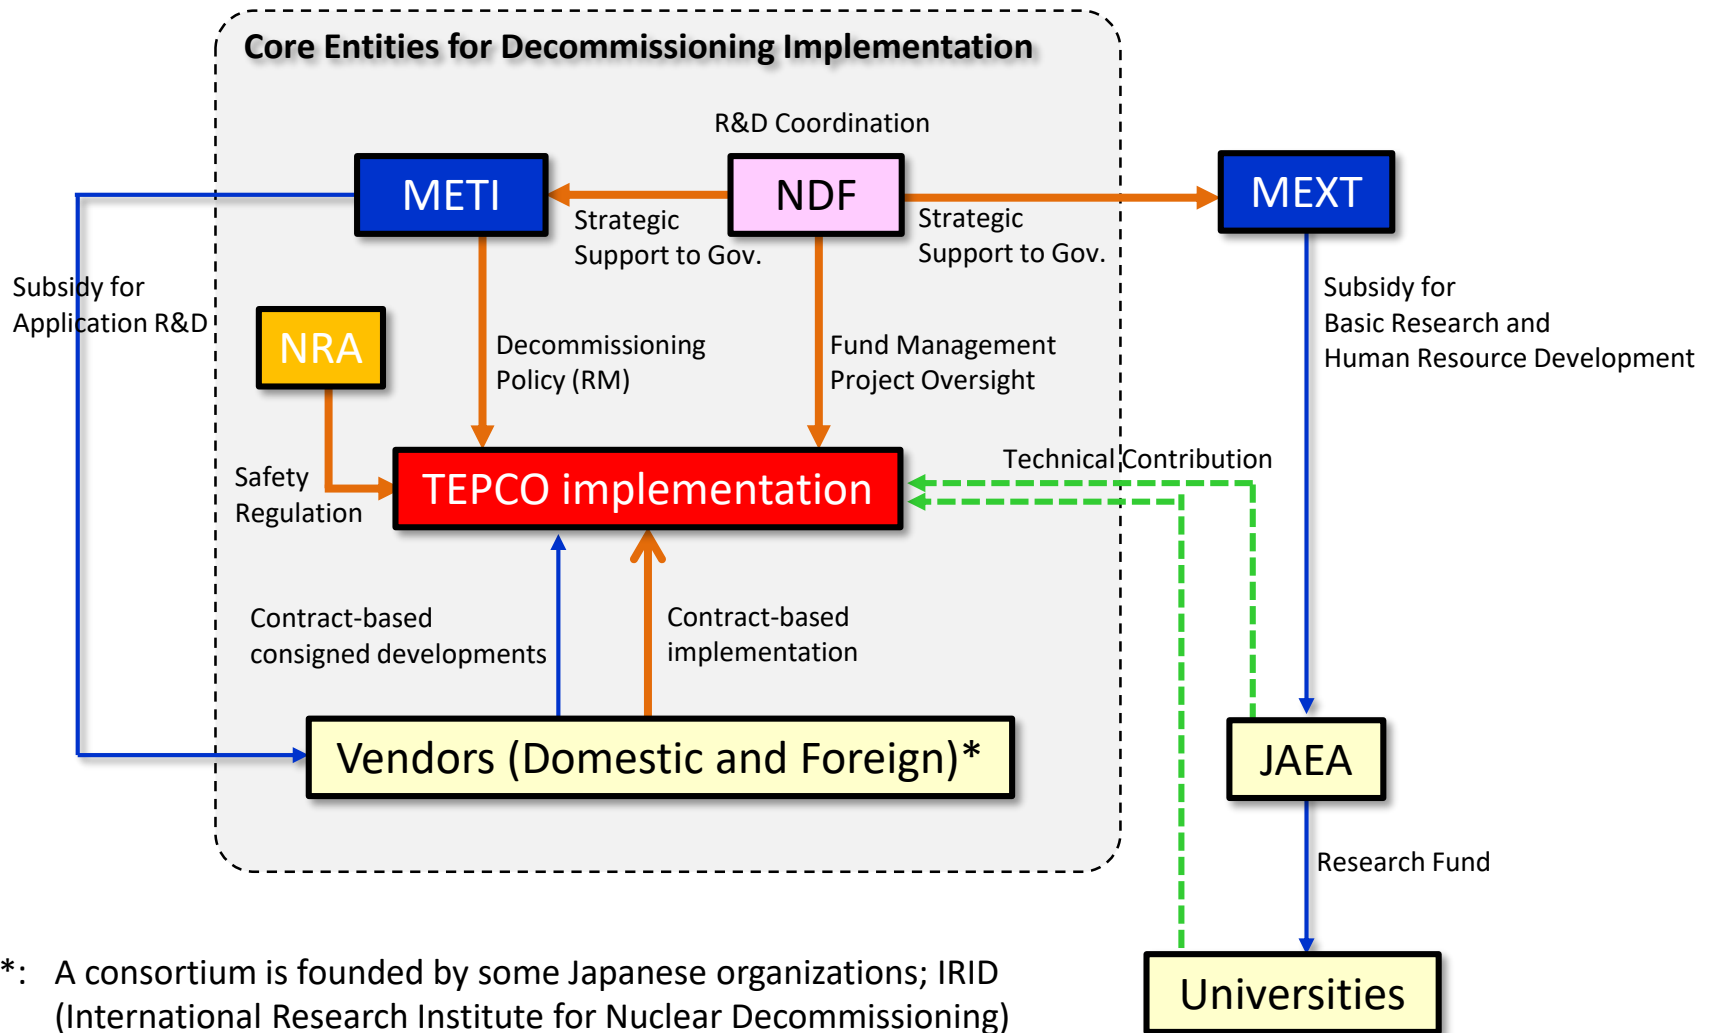 Core Entities for Decommissioning Implementation
R&D Coordination
METI
NDF
MEXT
Strategic
Support to Gov.
Strategic
Support to Gov.
Subsidy for
Application R&D
Subsidy for
Basic Research and
Human Resource Development
NRA
Decommissioning
Policy (RM)
Fund Management
Project Oversight
Technical Contribution
Safety
Regulation
TEPCO implementation
Contract-based
consigned developments
Contract-based
implementation
Vendors (Domestic and Foreign)*
JAEA
Research Fund
Universities
*: A consortium is founded by some Japanese organizations; IRID
(International Research Institute for Nuclear Decommissioning)